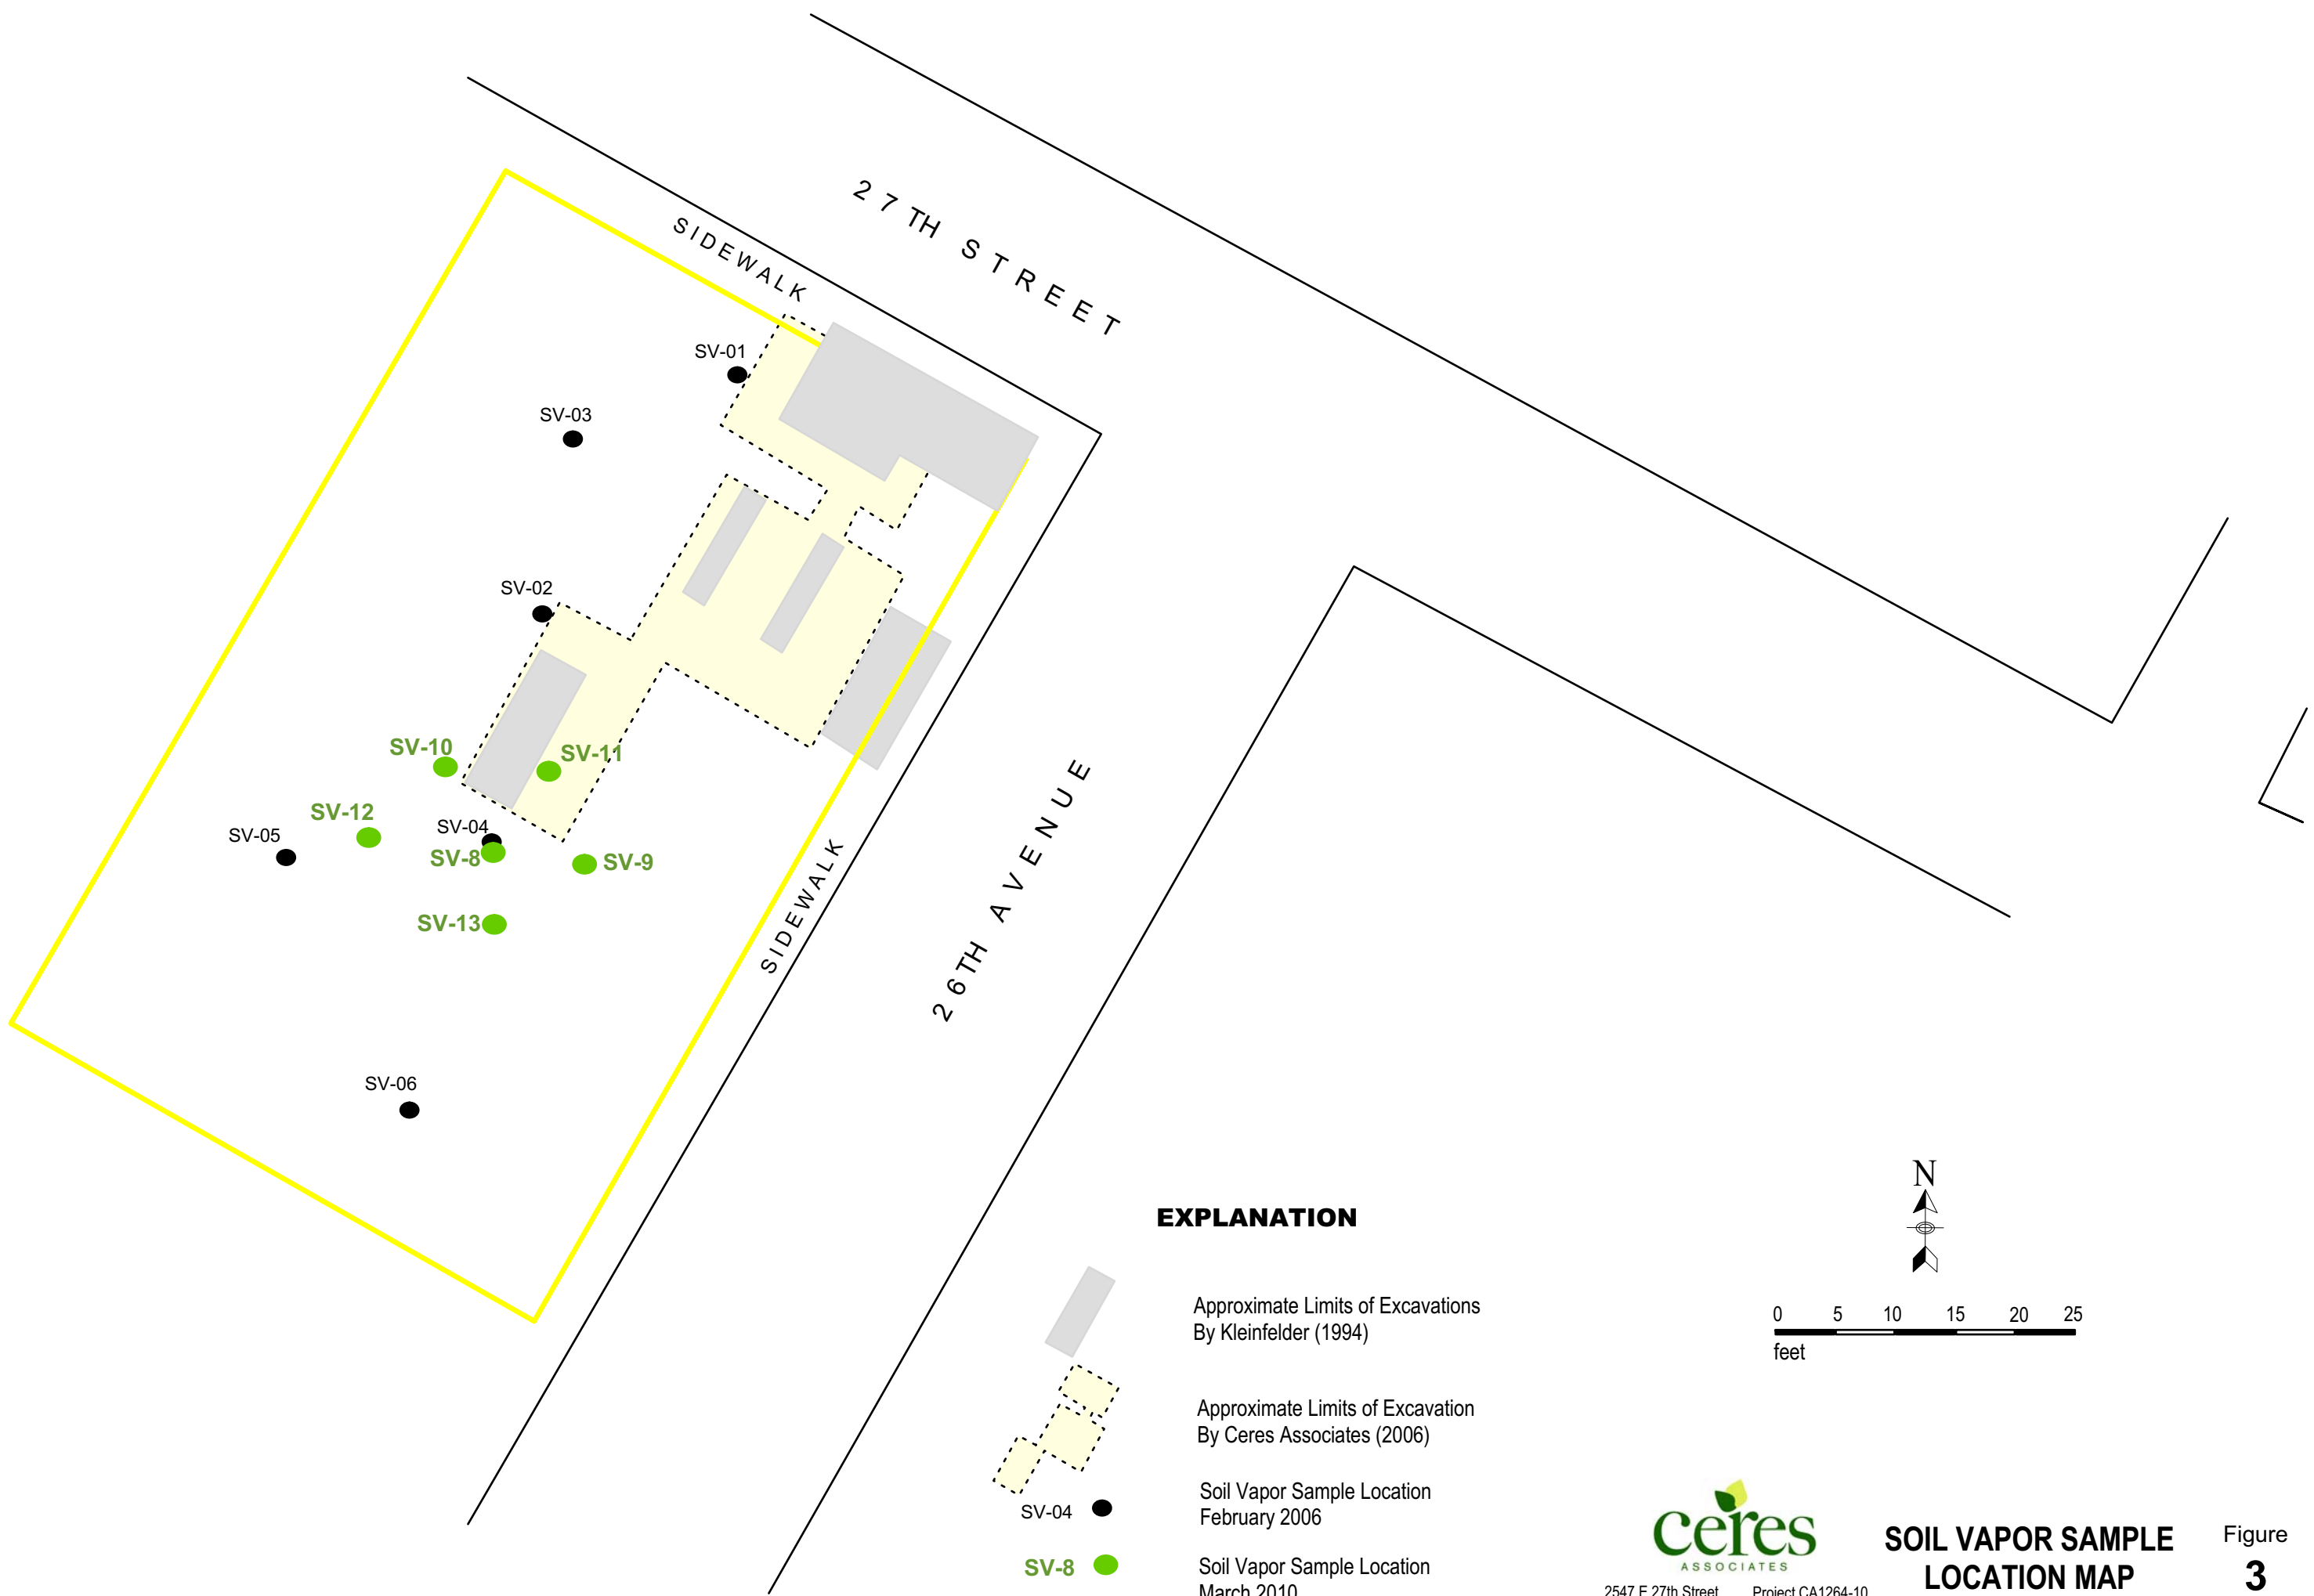 27TH STREET
SIDEWALK
SV-01
SV-03
SV-02
SV-10
SV-11
SV-12
SV-05
SV-04
SV-8
SV-9
SV-13
SV-06
SIDEWALK
26TH AVENUE
EXPLANATION
Approximate Limits of Excavations
By Kleinfelder (1994)
Approximate Limits of Excavation
By Ceres Associates (2006)
SV-04
Soil Vapor Sample Location
February 2006
SV-8
Soil Vapor Sample Location
March 2010
N
0 5 10 15 20 25
feet
ceres
ASSOCIATES
2547 E 27th Street Project CA1264-10
SOIL VAPOR SAMPLE
LOCATION MAP
Figure
3